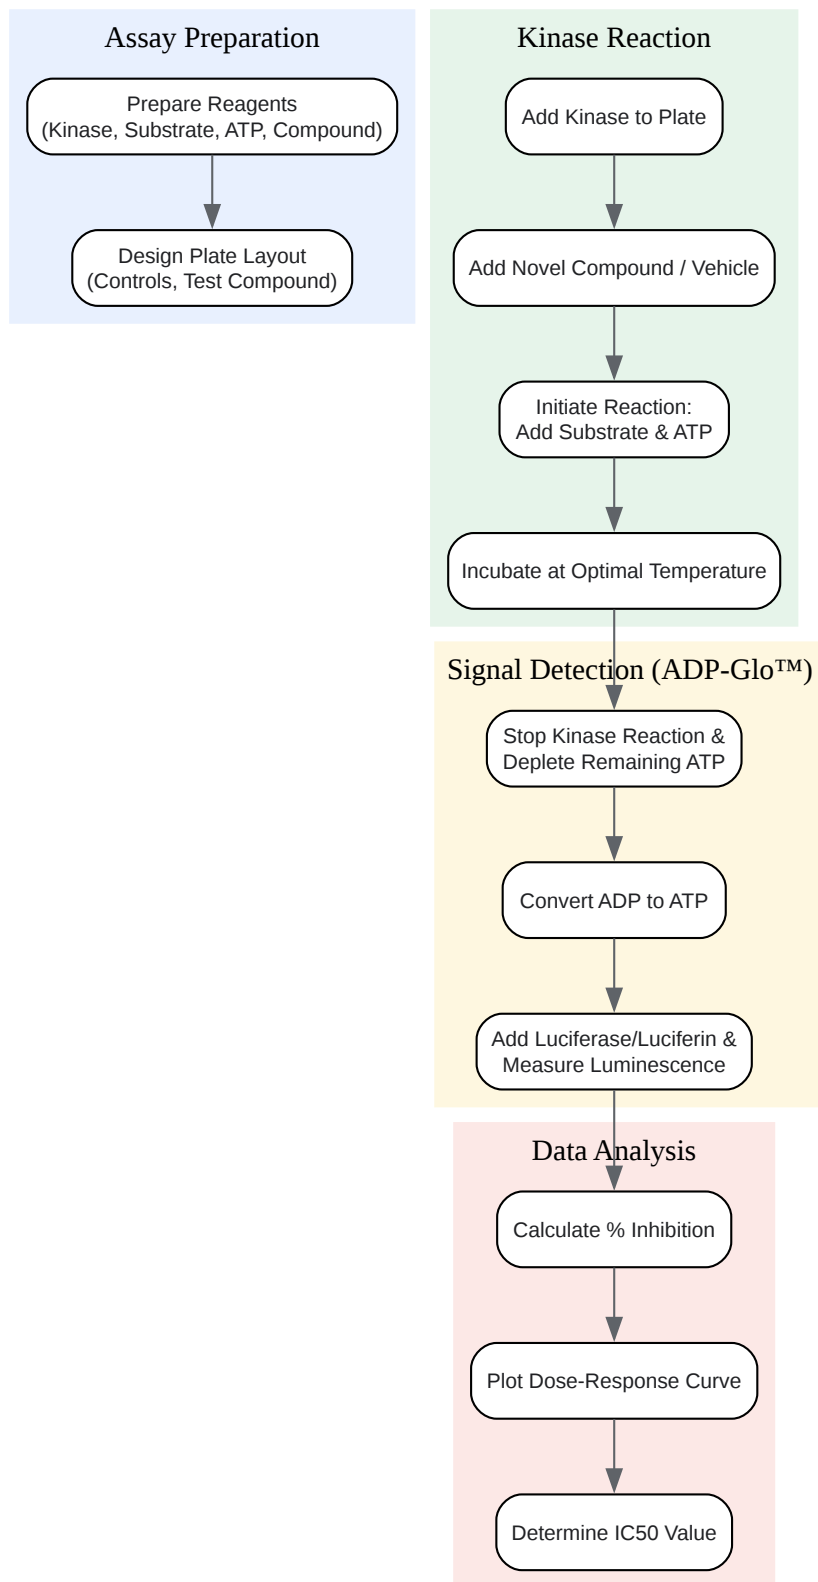 Assay Preparation
Prepare Reagents
(Kinase, Substrate, ATP, Compound)
Design Plate Layout
(Controls, Test Compound)
Kinase Reaction
Add Kinase to Plate
Add Novel Compound / Vehicle
Initiate Reaction:
Add Substrate & ATP
Incubate at Optimal Temperature
Signal Detection (ADP-Glo™)
Stop Kinase Reaction &
Deplete Remaining ATP
Convert ADP to ATP
Add Luciferase/Luciferin &
Measure Luminescence
Data Analysis
Calculate % Inhibition
Plot Dose-Response Curve
Determine IC50 Value